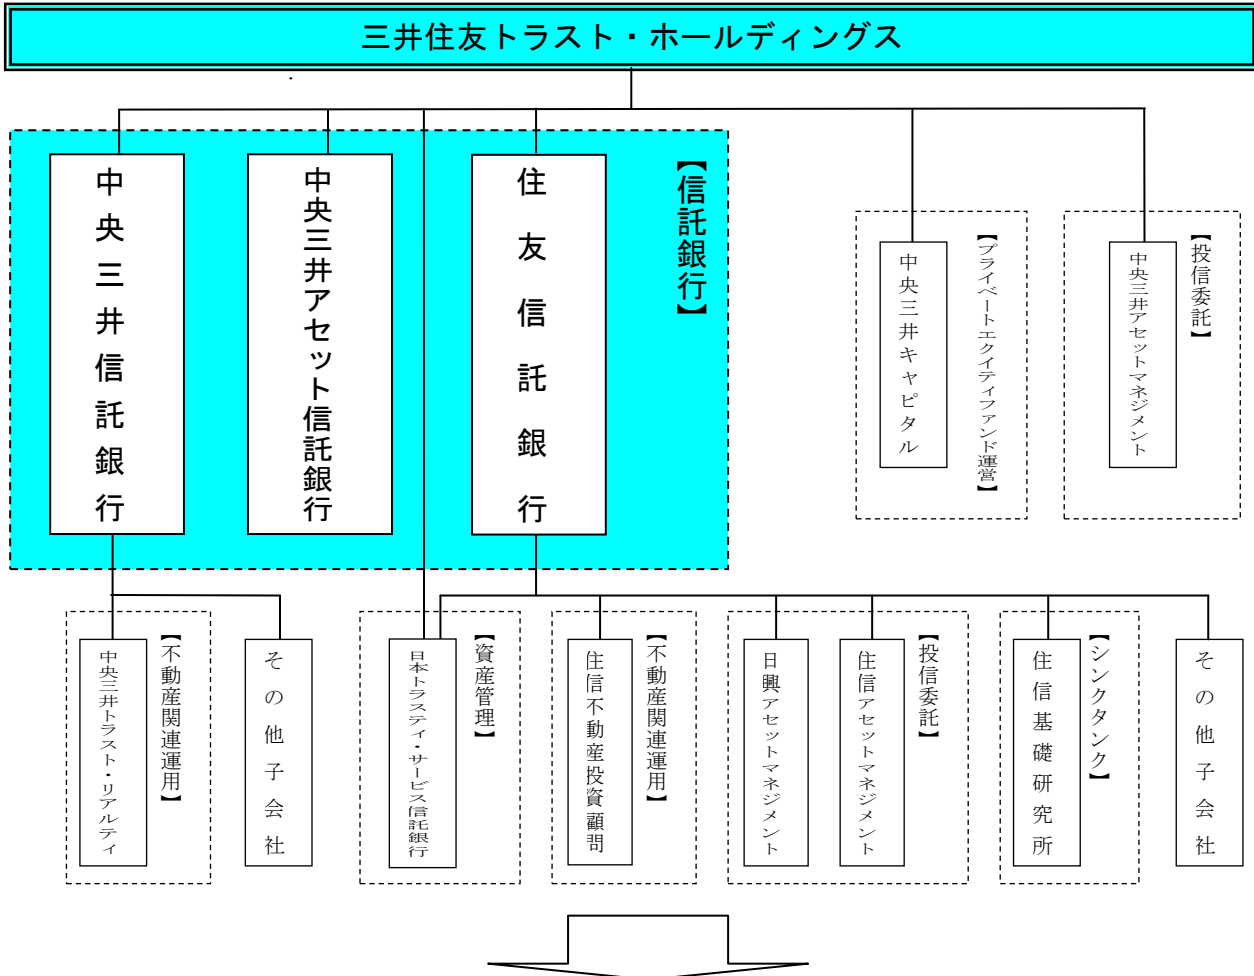 三井住友トラスト・ホールディングス
中央三井信託銀行
中央三井アセット信託銀行
住友信託銀行
【信託銀行】
中央三井キャピタル
【プライベートエクイティファンド運営】
中央三井アセットマネジメント
【投信委託】
中央三井トラスト・リアルティ
【不動産関連運用】
その他子会社
日本トラスティ・サービス信託銀行
【資産管理】
住信不動産投資顧問
【不動産関連運用】
日興アセットマネジメント
住信アセットマネジメント
【投信委託】
住信基礎研究所
【シンクタンク】
その他子会社